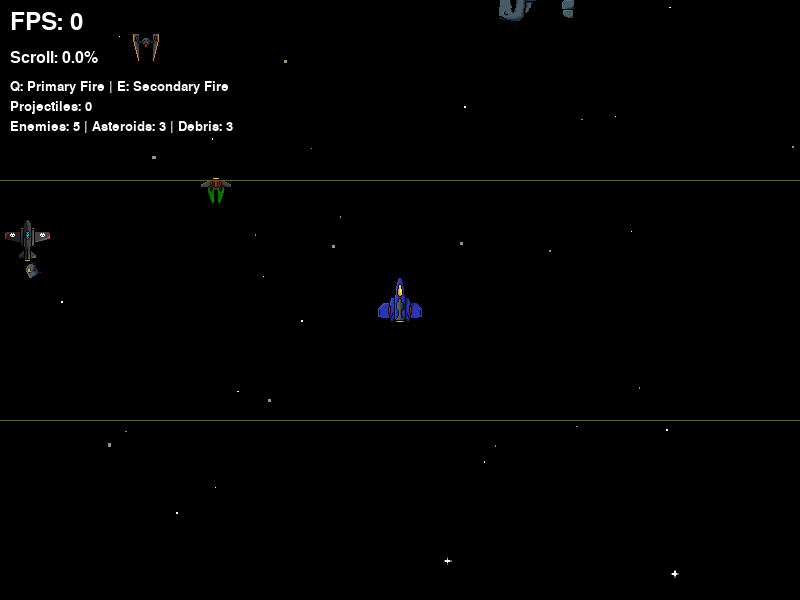 FPS: 0
Scroll: 0.0%
Q: Primary Fire | E: Secondary Fire
Projectiles: 0
Enemies: 5 | Asteroids: 3 | Debris: 3